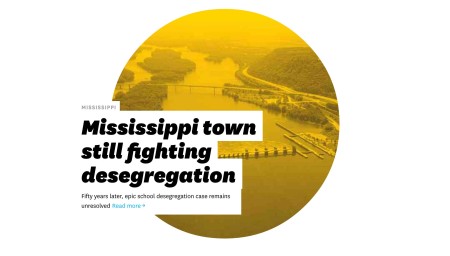 MISSISSIPPI
Mississippi town
still fighting
desegregation
Fifty years later, epic school desegregation case remains
unresolved Read more→